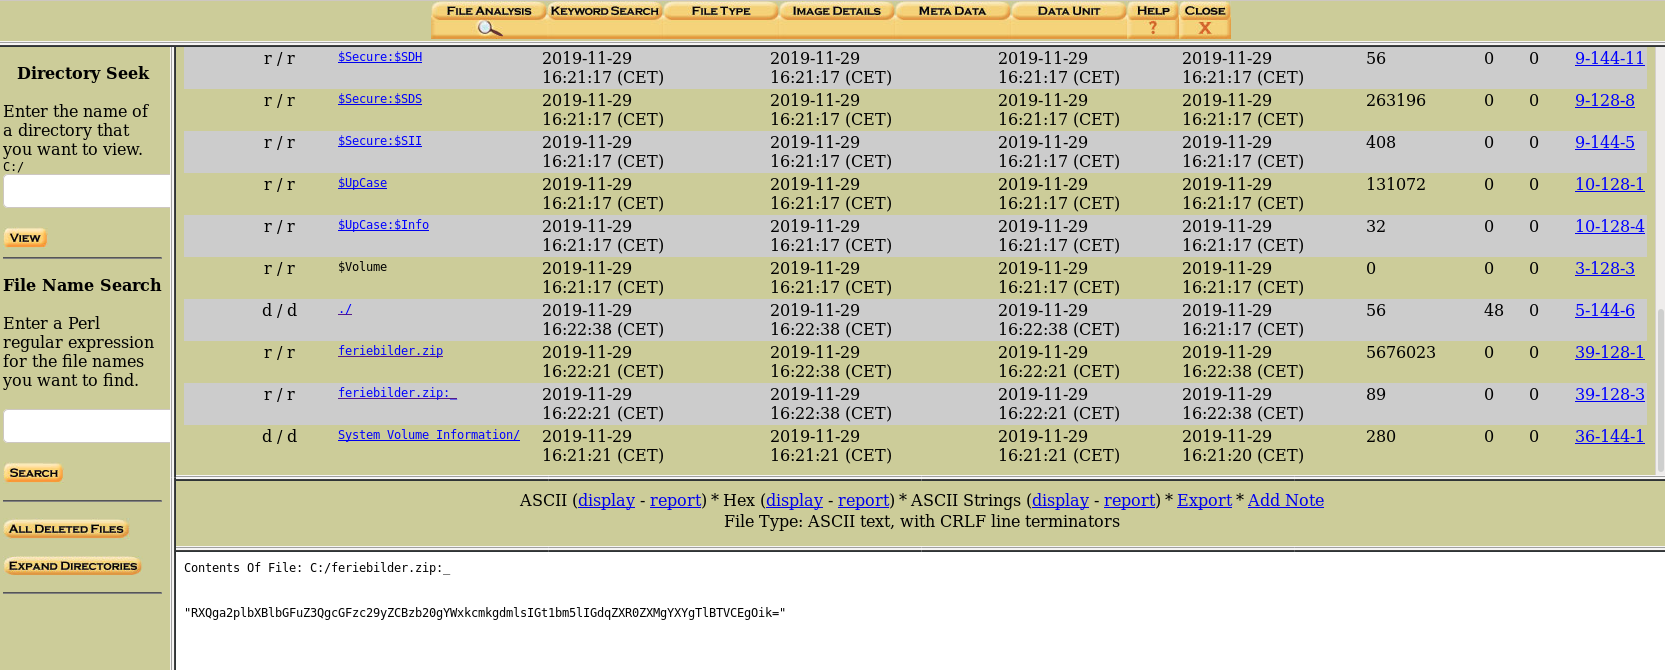 FILE ANALYSIS KEYWORD SEARCH FILE TYPE IMAGE DETAILS META DATA DATA UNIT HELP CLOSE
? X
Directory Seek
Enter the name of
a directory that
you want to view.
C:/
VIEW
File Name Search
Enter a Perl
regular expression
for the file names
you want to find.
SEARCH
ALL DELETED FILES
EXPAND DIRECTORIES
r / r $Secure:$SDH 2019-11-29 2019-11-29 2019-11-29 2019-11-29 56 0 0 9-144-11
16:21:17 (CET) 16:21:17 (CET) 16:21:17 (CET) 16:21:17 (CET)
r / r $Secure:$SDS 2019-11-29 2019-11-29 2019-11-29 2019-11-29 263196 0 0 9-128-8
16:21:17 (CET) 16:21:17 (CET) 16:21:17 (CET) 16:21:17 (CET)
r / r $Secure:$SII 2019-11-29 2019-11-29 2019-11-29 2019-11-29 408 0 0 9-144-5
16:21:17 (CET) 16:21:17 (CET) 16:21:17 (CET) 16:21:17 (CET)
r / r $UpCase 2019-11-29 2019-11-29 2019-11-29 2019-11-29 131072 0 0 10-128-1
16:21:17 (CET) 16:21:17 (CET) 16:21:17 (CET) 16:21:17 (CET)
r / r $UpCase:$Info 2019-11-29 2019-11-29 2019-11-29 2019-11-29 32 0 0 10-128-4
16:21:17 (CET) 16:21:17 (CET) 16:21:17 (CET) 16:21:17 (CET)
r / r $Volume 2019-11-29 2019-11-29 2019-11-29 2019-11-29 0 0 0 3-128-3
16:21:17 (CET) 16:21:17 (CET) 16:21:17 (CET) 16:21:17 (CET)
d / d ./ 2019-11-29 2019-11-29 2019-11-29 2019-11-29 56 48 0 5-144-6
16:22:38 (CET) 16:22:38 (CET) 16:22:38 (CET) 16:21:17 (CET)
r / r feriebilder.zip 2019-11-29 2019-11-29 2019-11-29 2019-11-29 5676023 0 0 39-128-1
16:22:21 (CET) 16:22:38 (CET) 16:22:21 (CET) 16:22:38 (CET)
r / r feriebilder.zip:_ 2019-11-29 2019-11-29 2019-11-29 2019-11-29 89 0 0 39-128-3
16:22:21 (CET) 16:22:38 (CET) 16:22:21 (CET) 16:22:38 (CET)
d / d System Volume Information/ 2019-11-29 2019-11-29 2019-11-29 2019-11-29 280 0 0 36-144-1
16:21:21 (CET) 16:21:21 (CET) 16:21:21 (CET) 16:21:20 (CET)
ASCII (display - report) * Hex (display - report) * ASCII Strings (display - report) * Export * Add Note
File Type: ASCII text, with CRLF line terminators
Contents Of File: C:/feriebilder.zip:_
"RXQga2plbXBlbGFuZ3QgcGFzc29yZCBzb20gYWxkcmkgdmlsIGt1bm5lIGdqZXR0ZXMgYXYgTlBTVCEgOik="